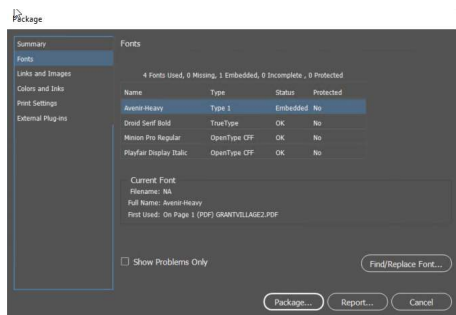 Package
Summary
Fonts
Links and Images
Colors and Inks
Print Settings
External Plug-ins
Fonts
4 Fonts Used, 0 Missing, 1 Embedded, 0 Incomplete , 0 Protected
Name Type Status Protected
Avenir-Heavy Type 1 Embedded No
Droid Serif Bold TrueType OK No
Minion Pro Regular OpenType CFF OK No
Playfair Display Italic OpenType CFF OK No
Current Font
Filename: NA
Full Name: Avenir-Heavy
First Used: On Page 1 (PDF) GRANTVILLAGE2.PDF
Show Problems Only
Find/Replace Font...
Package... Report... Cancel